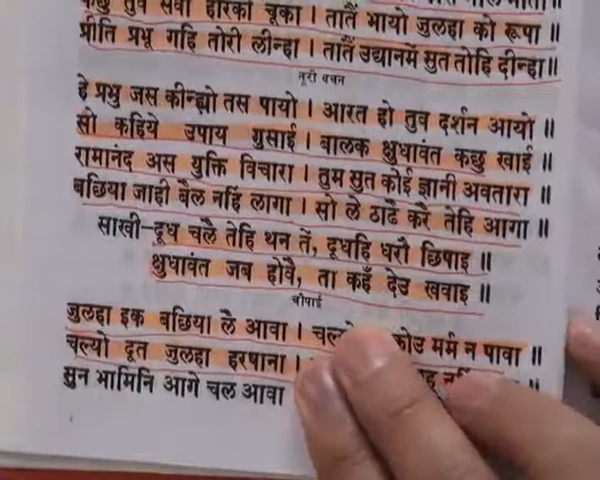 कछु तुव सेवा हरिकी चूका । तातैं भायो जुलहा को रूपा ॥
प्रीति प्रभू गहि तोरी लीन्हा । तातैं उद्यानमें सुत तोहि दीन्हा॥
नूरी वचन
हे प्रभु जस कीन्ह्यो तस पायो । आरत हो तुव दर्शन आयो ॥
सो कहिये उपाय गुसाईं । बालक क्षुधावंत कछु खाई ॥
रामानंद अस युक्ति विचारा । तुम सुत कोई ज्ञानी अवतारा ॥
बछिया जाही बैल नहिं लागा । सो ले ठाढै करै तेहि आगा ॥
साखी-दूध चलै तेहि थन तें, दूधहि धरौ छिपाइ ॥
क्षुधावंत जब होवै, ता कहँ देउ खवाइ ॥
चौपाई
जुलहा इक बछिया लै आवा । कोउ मर्म न पावा ॥
चल्यो दूत जुलहा हरषाना ।
सुन भामिनि आगे चल आवा